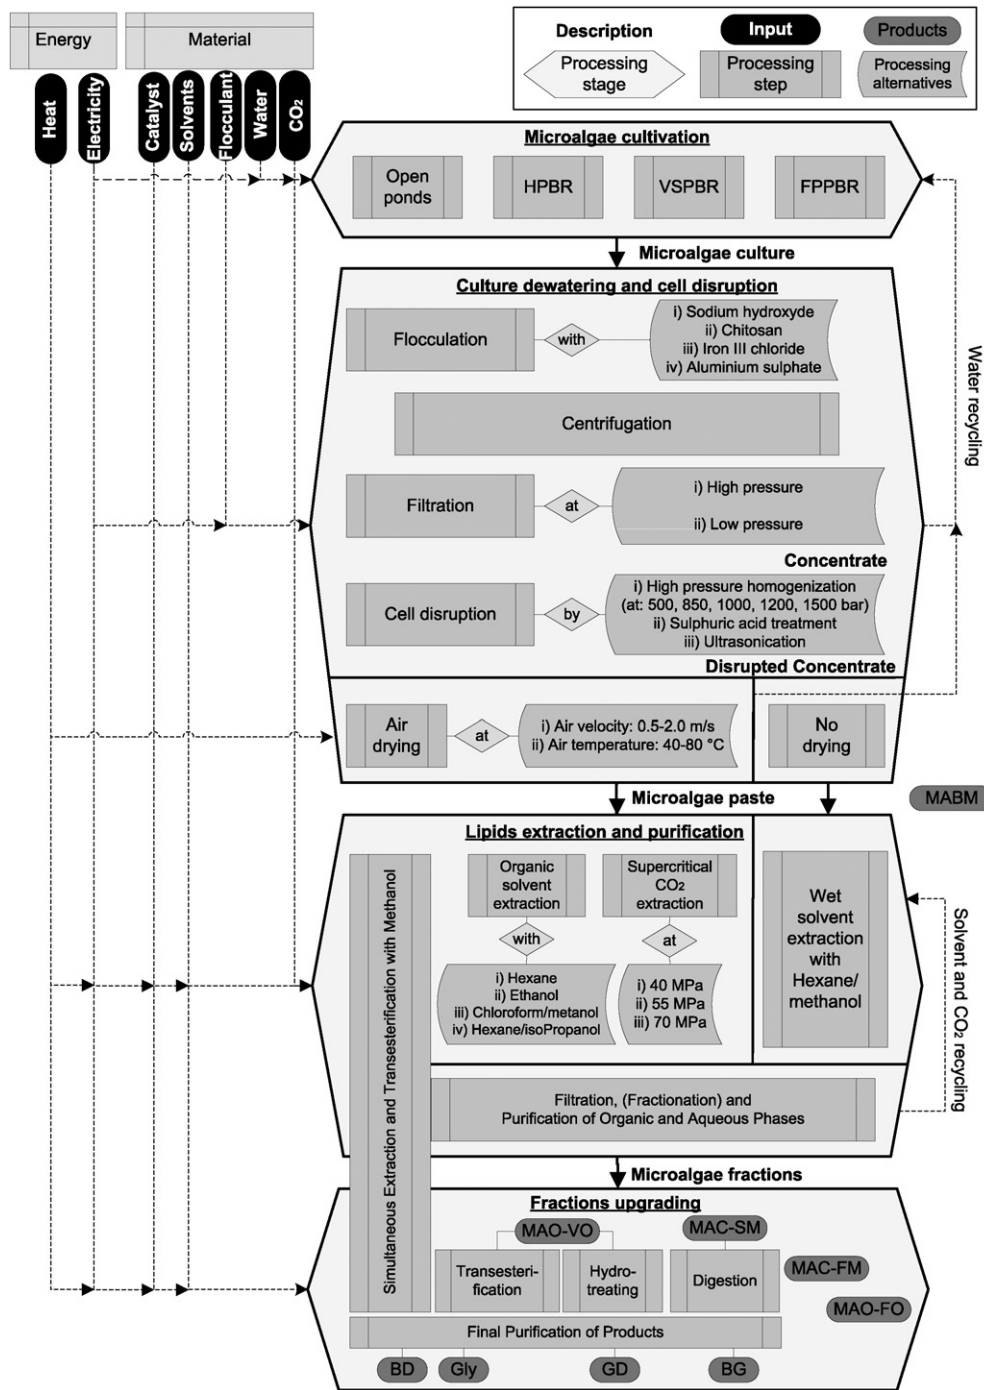 Energy
Material
Heat
Electricity
Catalyst
Solvents
Flocculant
Water
CO₂
Description
Input
Products
Processing
stage
Processing
step
Processing
alternatives
Microalgae cultivation
Open
ponds
HPBR
VSPBR
FPPBR
Microalgae culture
Culture dewatering and cell disruption
Flocculation
with
i) Sodium hydroxyde
ii) Chitosan
iii) Iron III chloride
iv) Aluminium sulphate
Centrifugation
Filtration
at
i) High pressure
ii) Low pressure
Concentrate
Cell disruption
by
i) High pressure homogenization
(at: 500, 850, 1000, 1200, 1500 bar)
ii) Sulphuric acid treatment
iii) Ultrasonication
Disrupted Concentrate
Air
drying
at
i) Air velocity: 0.5-2.0 m/s
ii) Air temperature: 40-80 °C
No
drying
Water recycling
Microalgae paste
MABM
Lipids extraction and purification
Simultaneous Extraction and Transesterification with Methanol
Organic
solvent
extraction
with
i) Hexane
ii) Ethanol
iii) Chloroform/metanol
iv) Hexane/isoPropanol
Supercritical
CO₂
extraction
at
i) 40 MPa
ii) 55 MPa
iii) 70 MPa
Wet
solvent
extraction
with
Hexane/
methanol
Solvent and CO₂ recycling
Filtration, (Fractionation) and
Purification of Organic and Aqueous Phases
Microalgae fractions
Fractions upgrading
MAO-VO
MAC-SM
Transesteri-
fication
Hydro-
treating
Digestion
MAC-FM
MAO-FO
Final Purification of Products
BD
Gly
GD
BG